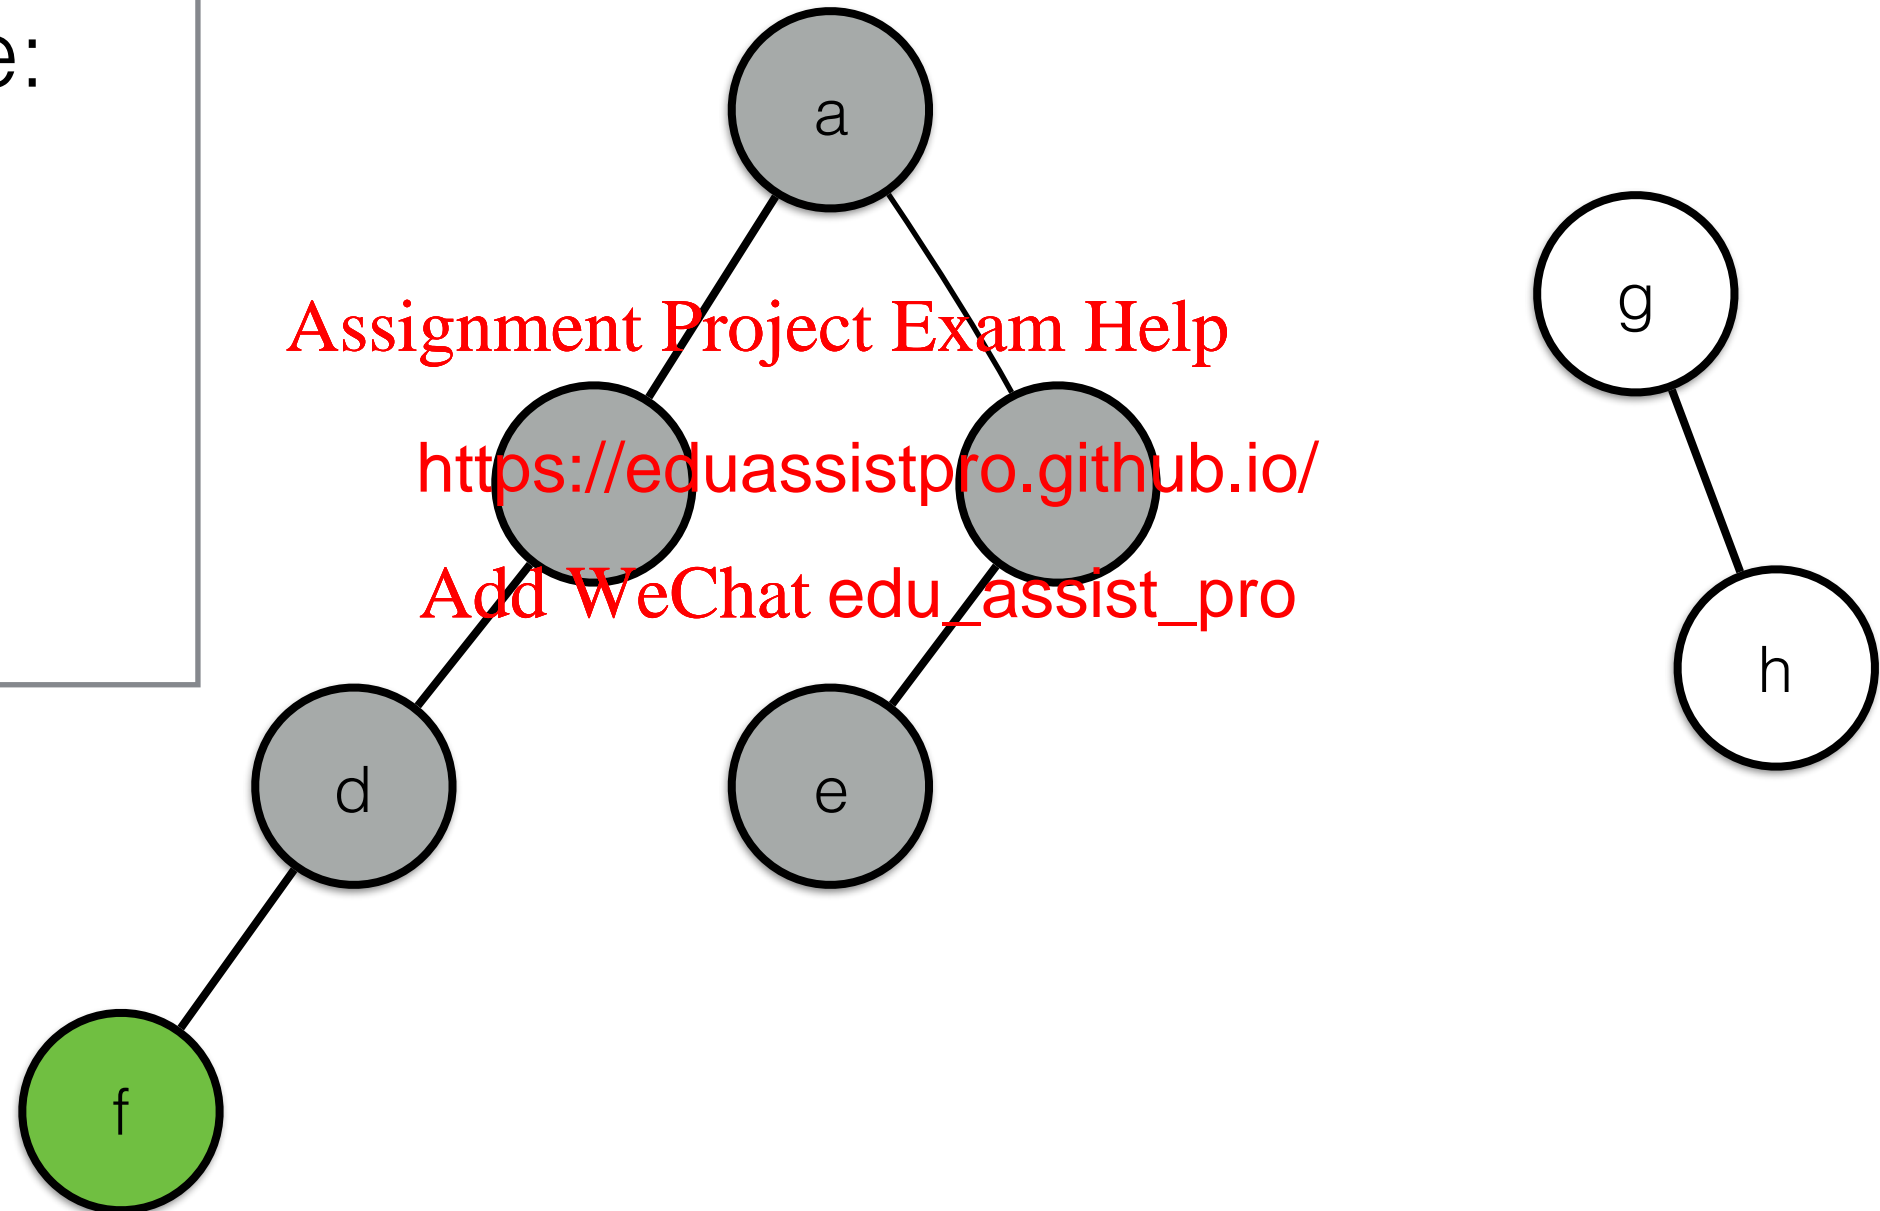 e:
a
g
Assignment Project Exam Help
https://eduassistpro.github.io/
Add WeChat edu_assist_pro
h
d
e
f